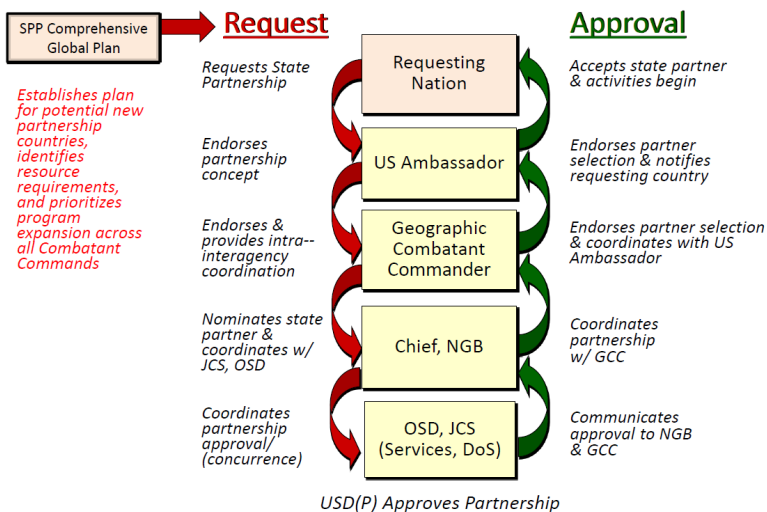 SPP Comprehensive
Global Plan
Request
Approval
Establishes plan
for potential new
partnership
countries,
identifies
resource
requirements,
and prioritizes
program
expansion across
all Combatant
Commands
Requests State
Partnership
Requesting
Nation
Accepts state partner
& activities begin
Endorses
partnership
concept
US Ambassador
Endorses partner
selection & notifies
requesting country
Endorses &
provides intra--
interagency
coordination
Geographic
Combatant
Commander
Endorses partner selection
& coordinates with US
Ambassador
Nominates state
partner &
coordinates w/
JCS, OSD
Chief, NGB
Coordinates
partnership
w/ GCC
Coordinates
partnership
approval/
(concurrence)
OSD, JCS
(Services, DoS)
Communicates
approval to NGB
& GCC
USD(P) Approves Partnership